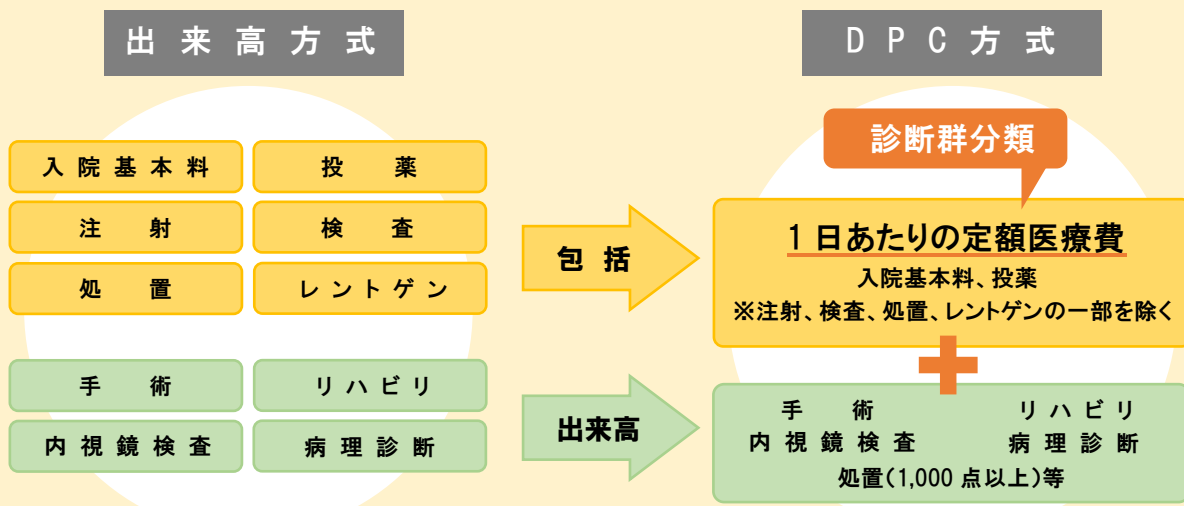 出来高方式
DPC方式
診断群分類
入院基本料
投薬
注射
検査
処置
レントゲン
包括
1日あたりの定額医療費
入院基本料、投薬
※注射、検査、処置、レントゲンの一部を除く
手術
リハビリ
内視鏡検査
病理診断
出来高
手術 リハビリ
内視鏡検査 病理診断
処置(1,000点以上)等